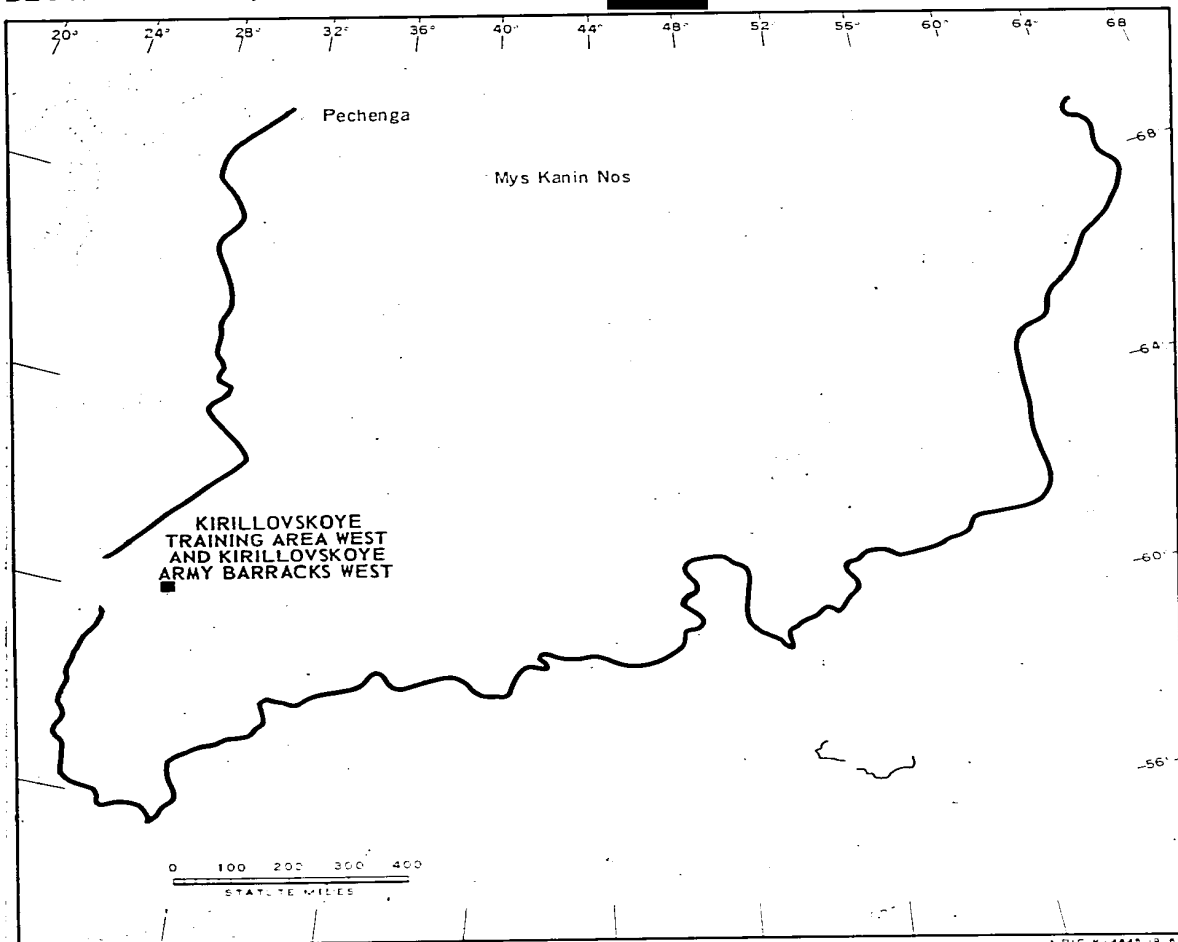 20° 24° 28° 32° 36° 40° 44° 48° 52° 56° 60° 64° 68
Pechenga
—68°
Mys Kanin Nos
—64°
KIRILLOVSKOYE
TRAINING AREA WEST
AND KIRILLOVSKOYE
ARMY BARRACKS WEST
—60°
—56°
0 100 200 300 400
STATUTE MILES